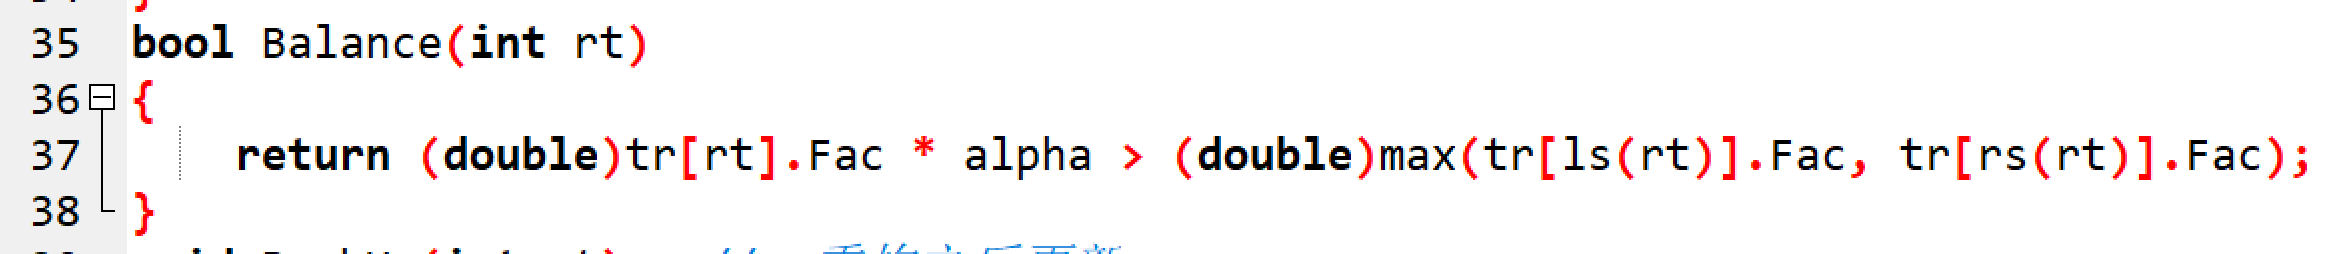 35 bool Balance(int rt)
36 {
37 return (double)tr[rt].Fac * alpha > (double)max(tr[ls(rt)].Fac, tr[rs(rt)].Fac);
38 }